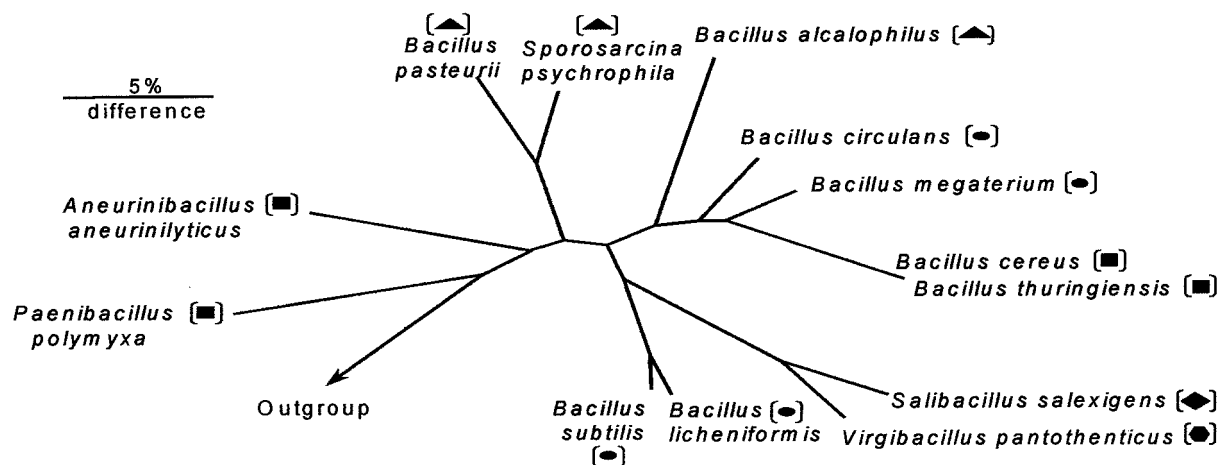 Bacillus
pasteurii
Sporosarcina
psychrophila
Bacillus alcalophilus
5%
difference
Bacillus circulans
Bacillus megaterium
Aneurinibacillus
aneurinilyticus
Bacillus cereus
Bacillus thuringiensis
Paenibacillus
polymyxa
Outgroup
Bacillus
subtilis
Bacillus
licheniformis
Salibacillus salexigens
Virgibacillus pantothenticus